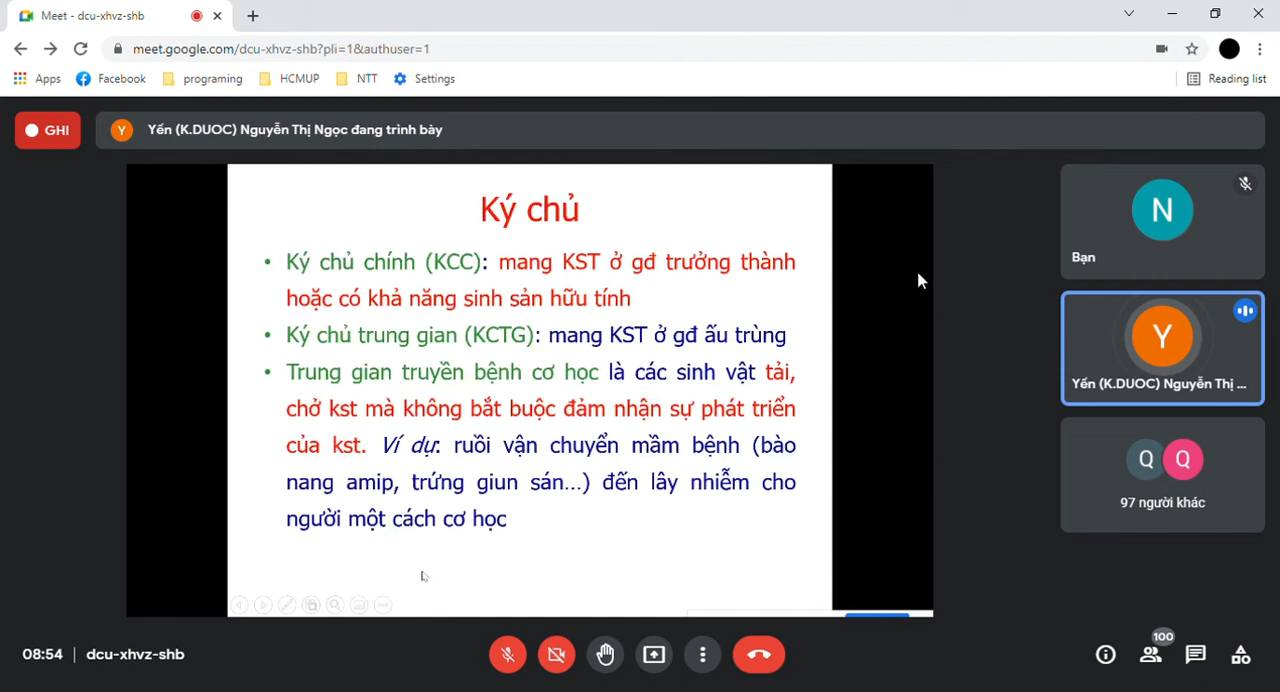 Meet - dcu-xhvz-shb
meet.google.com/dcu-xhvz-shb?pli=1&authuser=1
Apps Facebook programing HCMUP NTT Settings Reading list
GHI
Y Yến (K.DUOC) Nguyễn Thị Ngọc đang trình bày
Ký chủ
• Ký chủ chính (KCC): mang KST ở gđ trưởng thành
hoặc có khả năng sinh sản hữu tính
• Ký chủ trung gian (KCTG): mang KST ở gđ ấu trùng
• Trung gian truyền bệnh cơ học là các sinh vật tải,
chở kst mà không bắt buộc đảm nhận sự phát triển
của kst. Ví dụ: ruồi vận chuyển mầm bệnh (bào
nang amip, trứng giun sán...) đến lây nhiễm cho
người một cách cơ học
N
Bạn
Y
Yến (K.DUOC) Nguyễn Thị ...
Q Q
97 người khác
08:54 | dcu-xhvz-shb
100